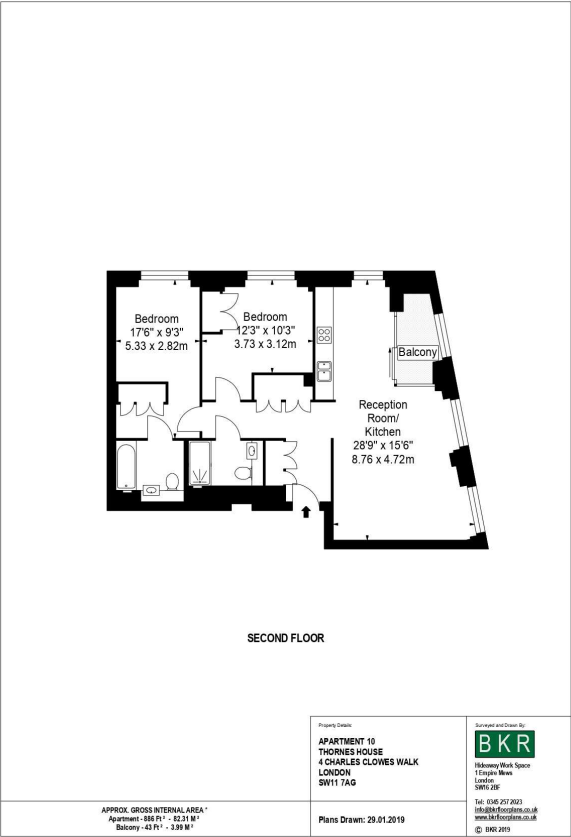 Bedroom
17'6" x 9'3"
5.33 x 2.82m
Bedroom
12'3" x 10'3"
3.73 x 3.12m
Balcony
Reception
Room/
Kitchen
28'9" x 15'6"
8.76 x 4.72m
SECOND FLOOR
Property Details:
APARTMENT 10
THORNES HOUSE
4 CHARLES CLOWES WALK
LONDON
SW11 7AG
Plans Drawn: 29.01.2019
Surveyed and Drawn By:
BKR
Hideaway Work Space
1 Empire Mews
London
SW16 2BF
Tel: 0345 257 2023
info@bkrfloorplans.co.uk
www.bkrfloorplans.co.uk
© BKR 2019
APPROX. GROSS INTERNAL AREA *
Apartment - 886 Ft² - 82.31 M²
Balcony - 43 Ft² - 3.99 M²